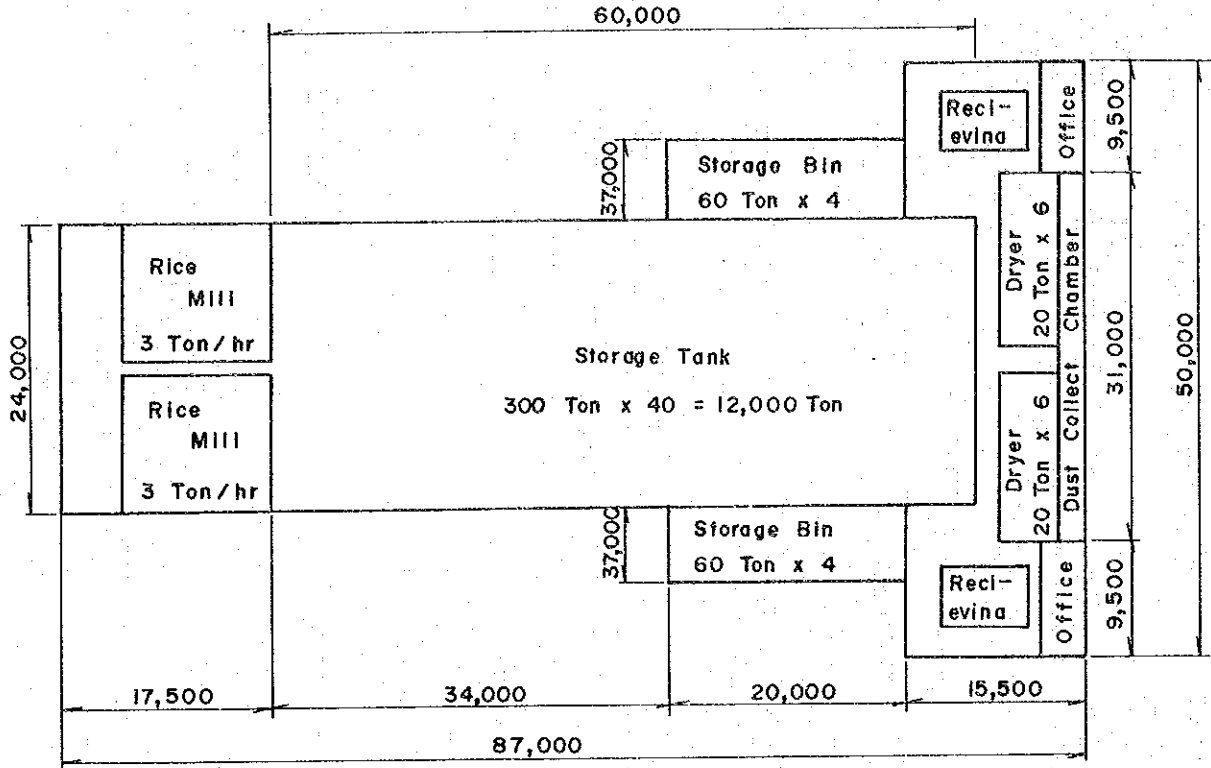 60,000
Reci-
eving
Office
9,500
37,000
Storage Bin
60 Ton x 4
Rice
Mill
3 Ton/hr
Dryer
20 Ton x 6
Dust Collect Chamber
31,000
50,000
24,000
Storage Tank
300 Ton x 40 = 12,000 Ton
Rice
Mill
3 Ton/hr
Dryer
20 Ton x 6
37,000
Storage Bin
60 Ton x 4
Reci-
eving
Office
9,500
17,500
34,000
20,000
15,500
87,000